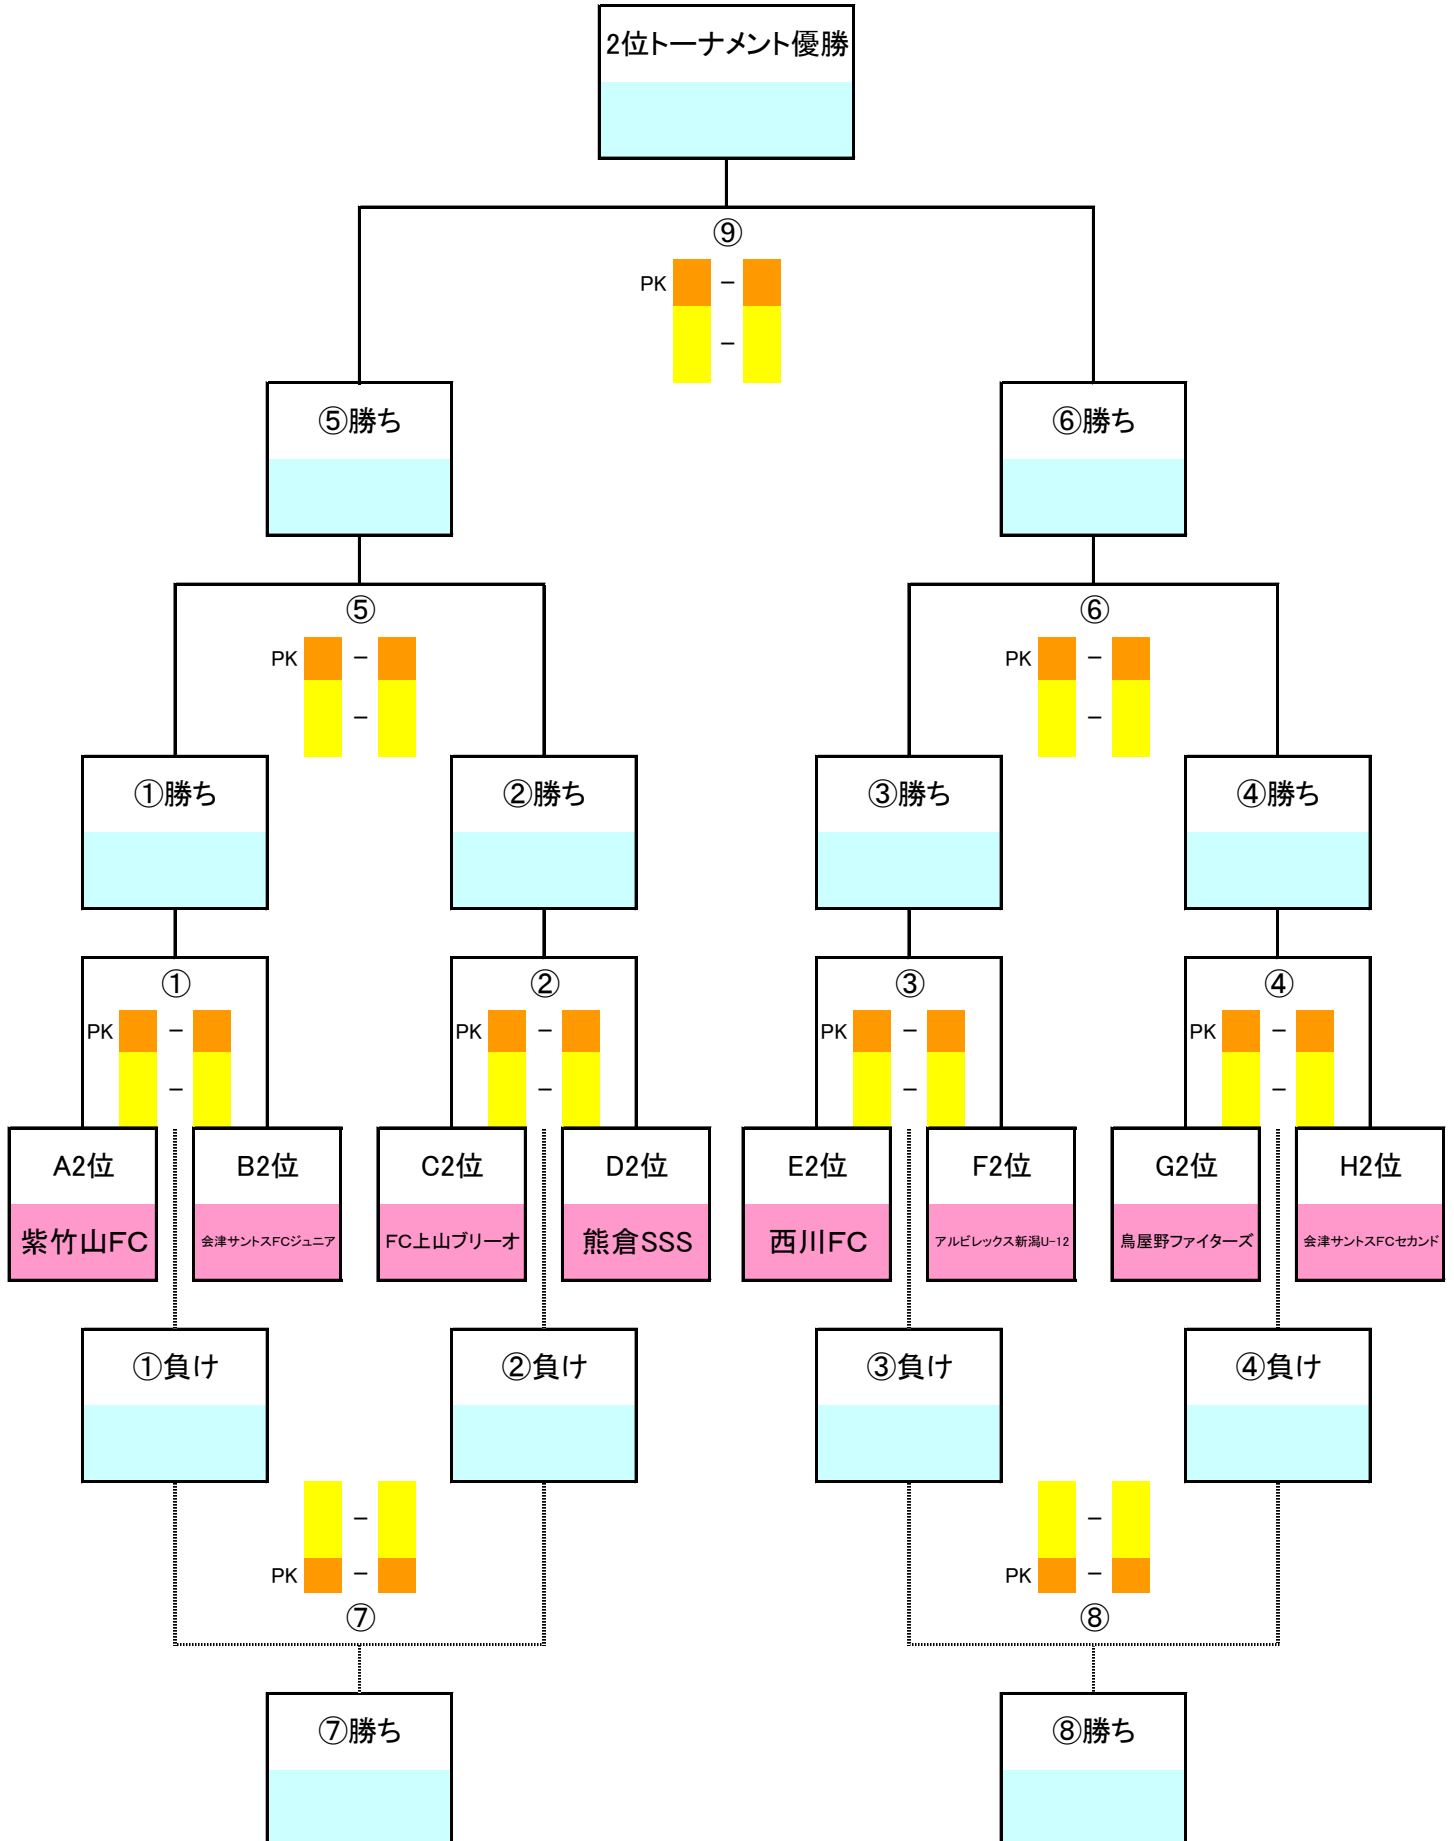 2位トーナメント優勝
⑨
PK － －
⑤勝ち ⑥勝ち
⑤ ⑥
PK － PK －
－ －
①勝ち ②勝ち ③勝ち ④勝ち
① ② ③ ④
PK － PK － PK － PK －
－ － － －
A2位 B2位 C2位 D2位 E2位 F2位 G2位 H2位
紫竹山FC 会津サントスFCジュニア FC上山ブリーオ 熊倉SSS 西川FC アルビレックス新潟U-12 鳥屋野ファイターズ 会津サントスFCセカンド
①負け ②負け ③負け ④負け
－ －
PK － PK －
⑦ ⑧
⑦勝ち ⑧勝ち